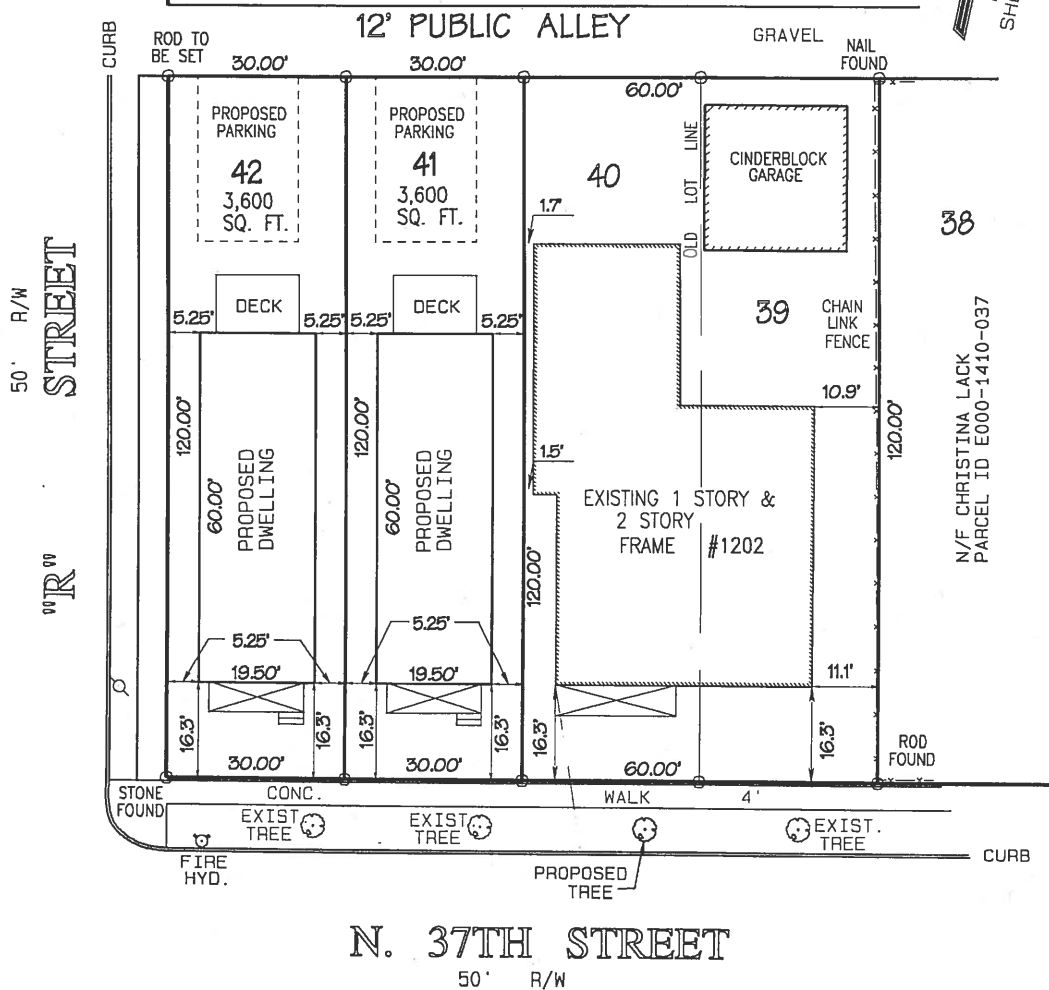 12' PUBLIC ALLEY
GRAVEL
CURB
ROD TO
BE SET
30.00'
30.00'
60.00'
NAIL
FOUND
PROPOSED
PARKING
42
3,600
SQ. FT.
PROPOSED
PARKING
41
3,600
SQ. FT.
40
OLD LOT LINE
CINDERBLOCK
GARAGE
38
1.7'
DECK
DECK
5.25'
5.25'
5.25'
5.25'
39
CHAIN
LINK
FENCE
10.9'
50' R/W
"R" STREET
120.00'
60.00'
PROPOSED
DWELLING
120.00'
60.00'
PROPOSED
DWELLING
1.5'
120.00'
EXISTING 1 STORY &
2 STORY
FRAME #1202
120.00'
N/F CHRISTINA LACK
PARCEL ID E000-1410-037
5.25'
5.25'
19.50'
19.50'
11.1'
16.3'
16.3'
16.3'
16.3'
16.3'
16.3'
30.00'
30.00'
60.00'
ROD
FOUND
STONE
FOUND
CONC.
WALK 4'
EXIST
TREE
EXIST
TREE
EXIST.
TREE
FIRE
HYD.
PROPOSED
TREE
CURB
N. 37TH STREET
50' R/W